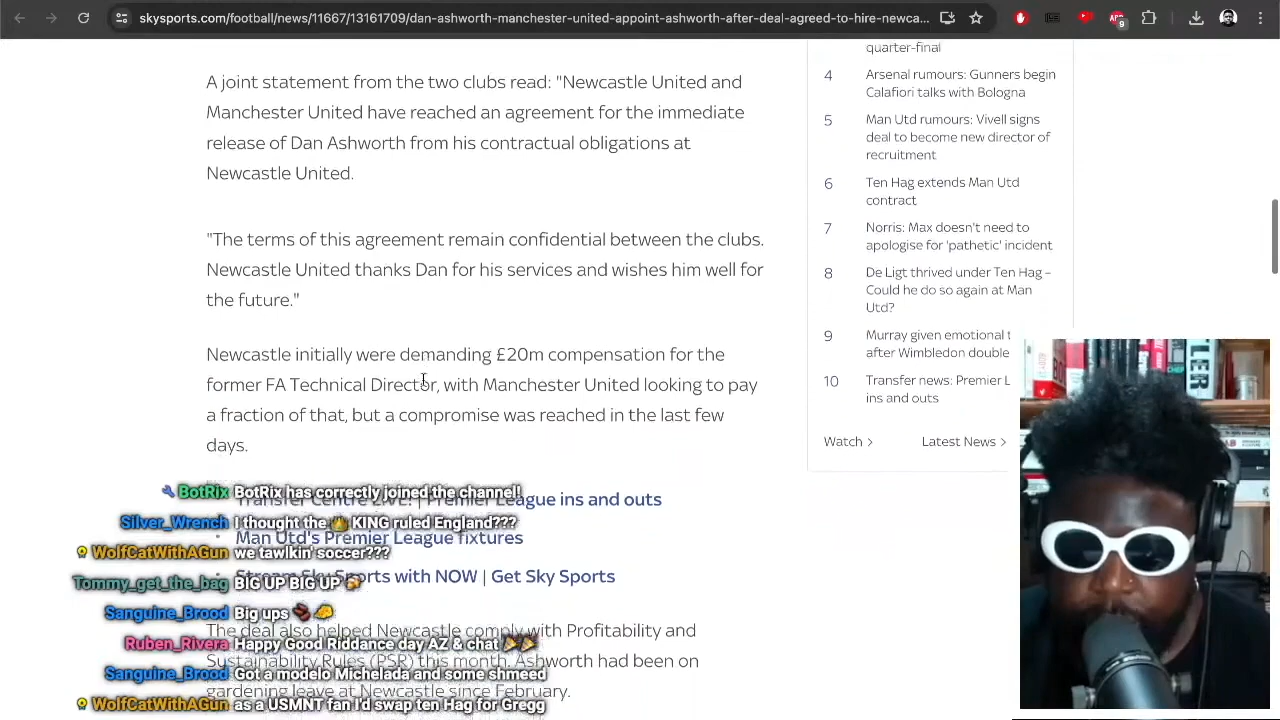 skysports.com/football/news/11667/13161709/dan-ashworth-manchester-united-appoint-ashworth-after-deal-agreed-to-hire-newca...
9
A joint statement from the two clubs read: "Newcastle United and
Manchester United have reached an agreement for the immediate
release of Dan Ashworth from his contractual obligations at
Newcastle United.
"The terms of this agreement remain confidential between the clubs.
Newcastle United thanks Dan for his services and wishes him well for
the future."
Newcastle initially were demanding £20m compensation for the
former FA Technical Director, with Manchester United looking to pay
a fraction of that, but a compromise was reached in the last few
days.
Transfer Centre LIVE! | Premier League ins and outs
Man Utd's Premier League fixtures
Stream Sky Sports with NOW | Get Sky Sports
The deal also helped Newcastle comply with Profitability and
Sustainability Rules (PSR) this month. Ashworth had been on
gardening leave at Newcastle since February.
quarter-final
4 Arsenal rumours: Gunners begin
Calafiori talks with Bologna
5 Man Utd rumours: Vivell signs
deal to become new director of
recruitment
6 Ten Hag extends Man Utd
contract
7 Norris: Max doesn't need to
apologise for 'pathetic' incident
8 De Ligt thrived under Ten Hag –
Could he do so again at Man
Utd?
9 Murray given emotional t
after Wimbledon double
10 Transfer news: Premier L
ins and outs
Watch > Latest News >
BotRix BotRix has correctly joined the channel!
Silver_Wrench I thought the 👑 KING ruled England???
WolfCatWithAGun we tawlkin' soccer???
Tommy_get_the_bag BIG UP BIG UP
Sanguine_Brood Big ups
Ruben_Rivera Happy Good Riddance day AZ & chat 🎉🎉
Sanguine_Brood Got a modelo Michelada and some shmeed
WolfCatWithAGun as a USMNT fan I'd swap ten Hag for Gregg